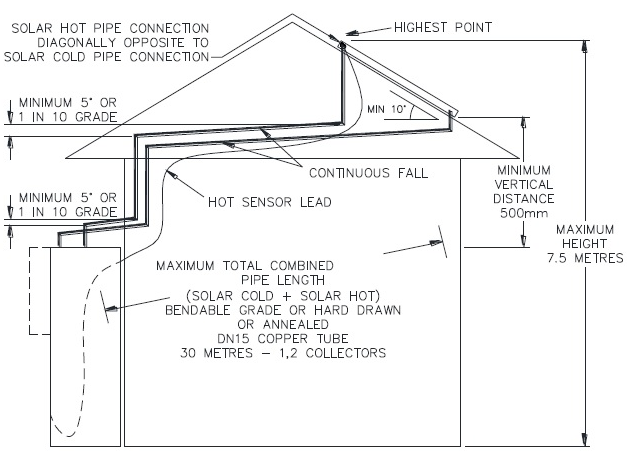 SOLAR HOT PIPE CONNECTION
DIAGONALLY OPPOSITE TO
SOLAR COLD PIPE CONNECTION
HIGHEST POINT
MINIMUM 5° OR
1 IN 10 GRADE
MIN 10°
CONTINUOUS FALL
MINIMUM
VERTICAL
DISTANCE
500mm
MINIMUM 5° OR
1 IN 10 GRADE
HOT SENSOR LEAD
MAXIMUM
HEIGHT
7.5 METRES
MAXIMUM TOTAL COMBINED
PIPE LENGTH
(SOLAR COLD + SOLAR HOT)
BENDABLE GRADE OR HARD DRAWN
OR ANNEALED
DN15 COPPER TUBE
30 METRES – 1,2 COLLECTORS